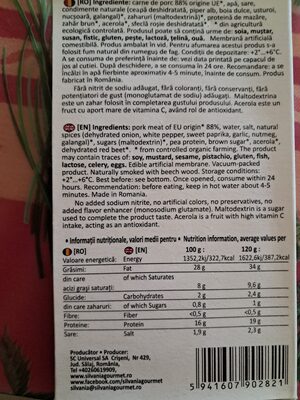 [RO] Ingrediente: carne de porc 88% origine UE*, apă, sare,
condimente naturale (ceapă deshidratată, piper alb, boia dulce, usturoi,
nucșoară, galangal)*, zaharuri (maltodextrină)*, proteină de mazăre,
zahăr brun*, acerola*, sfeclă roșie deshidratată*. * din agricultură
ecologică controlată. Produsul poate să conțină urme de: soia, muștar,
susan, fistic, gluten, pește, lactoză, țelină, ouă. Membrană artificială
comestibilă. Produs ambalat în vid. Pentru afumarea acestui produs s-a
folosit fum natural din rumeguș de fag. Condiții de depozitare: +2°...+6°C.
A se consuma de preferință înainte de: vezi data printată pe capacul de
jos al cutiei. După deschidere, a se consuma în 24 ore. Recomandare: a se
încălzi în apă fierbinte aproximativ 4-5 minute, înainte de consum. Produs
fabricat în România.
Fără nitrit de sodiu adăugat, fără coloranți, fără conservanți, fără
potențiatori de gust (monoglutamat de sodiu) adăugați. Maltodextrina
este un zahar folosit în completarea gustului produsului. Acerola este un
fruct cu aport mare de vitamina C, având rol de antioxidant.
[EN] Ingredients: pork meat of EU origin* 88%, water, salt, natural
spices (dehydrated onion, white pepper, sweet paprika, garlic, nutmeg,
galangal)*, sugars (maltodextrin)*, pea protein, brown sugar*, acerola*,
dehydrated red beet*. * from controlled organic farming. The product
may contain traces of: soy, mustard, sesame, pistachio, gluten, fish,
lactose, celery, eggs. Edible artificial membrane. Vacuum-packed
product. Naturally smoked with beech wood. Storage conditions:
+2°...+6°C. Best before: see bottom. Once opened, consume within 24
hours. Recommendation: before eating, keep in hot water about 4-5
minutes. Made in Romania.
No added sodium nitrite, no artificial colors, no preservatives, no
added flavor enhancer (monosodium glutamate). Maltodextrin is a sugar
used to complete the product taste. Acerola is a fruit with high vitamin C
intake, acting as an antioxidant.
• Informații nutriționale, valori medii pentru • Nutrition information, average values per
[RO] [EN] 100 g : 120 g :
Valoare energetică: Energy 1352,2kj/322,7kcal 1622,6kj/387,2kcal
Grăsimi: Fat 28 g 34 g
din care of which Saturates
acizi grași saturați: 8 g 9,6 g
Glucide: Carbohydrates 2 g 2,4 g
din care zaharuri: of which Sugars 0,8 g 1 g
Fibre: Fiber <0,5 g <0,5 g
Proteine: Protein 16 g 19 g
Sare: Salt 1,9 g 2,3 g
Producător • Producer:
SC Universal SA Crișeni, Nr 429,
Jud. Sălaj, România
Tel +40260619909,
www.silvaniagourmet.ro
www.facebook.com/silvaniagourmet
silvania@silvaniagourmet.ro
5 941607 902821